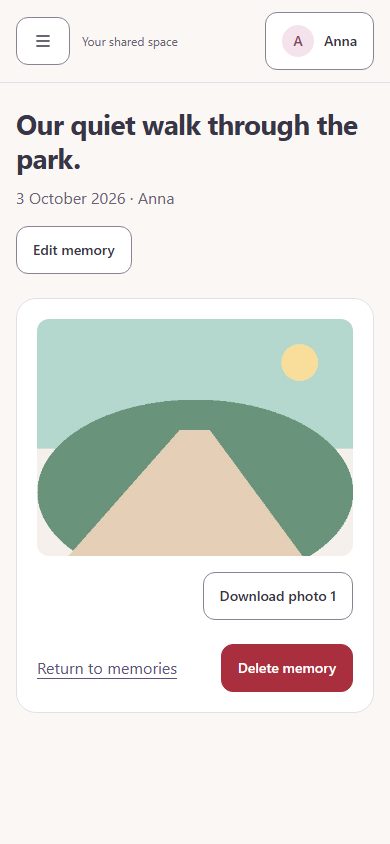 Your shared space
A
Anna
Our quiet walk through the
park.
3 October 2026 · Anna
Edit memory
Download photo 1
Return to memories
Delete memory